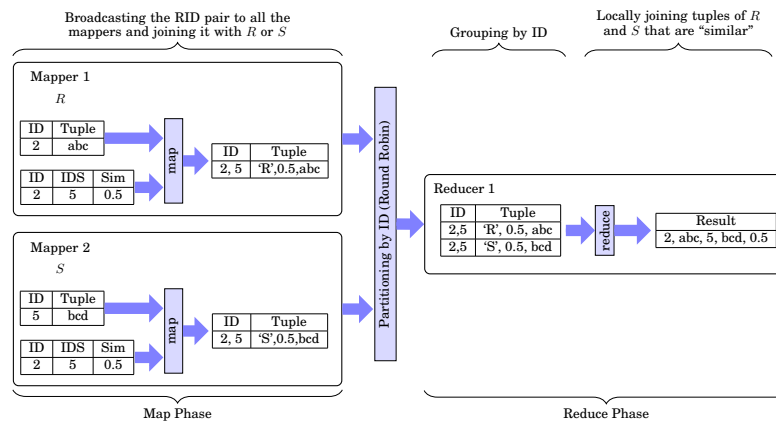 Broadcasting the RID pair to all the
mappers and joining it with R or S
Grouping by ID
Locally joining tuples of R
and S that are “similar”
Mapper 1
R
ID Tuple
2 abc
ID IDS Sim
2 5 0.5
map
ID Tuple
2, 5 ‘R’,0.5,abc
Mapper 2
S
ID Tuple
5 bcd
ID IDS Sim
2 5 0.5
map
ID Tuple
2, 5 ‘S’,0.5,bcd
Partitioning by ID (Round Robin)
Reducer 1
ID Tuple
2,5 ‘R’, 0.5, abc
2,5 ‘S’, 0.5, bcd
reduce
Result
2, abc, 5, bcd, 0.5
Map Phase
Reduce Phase